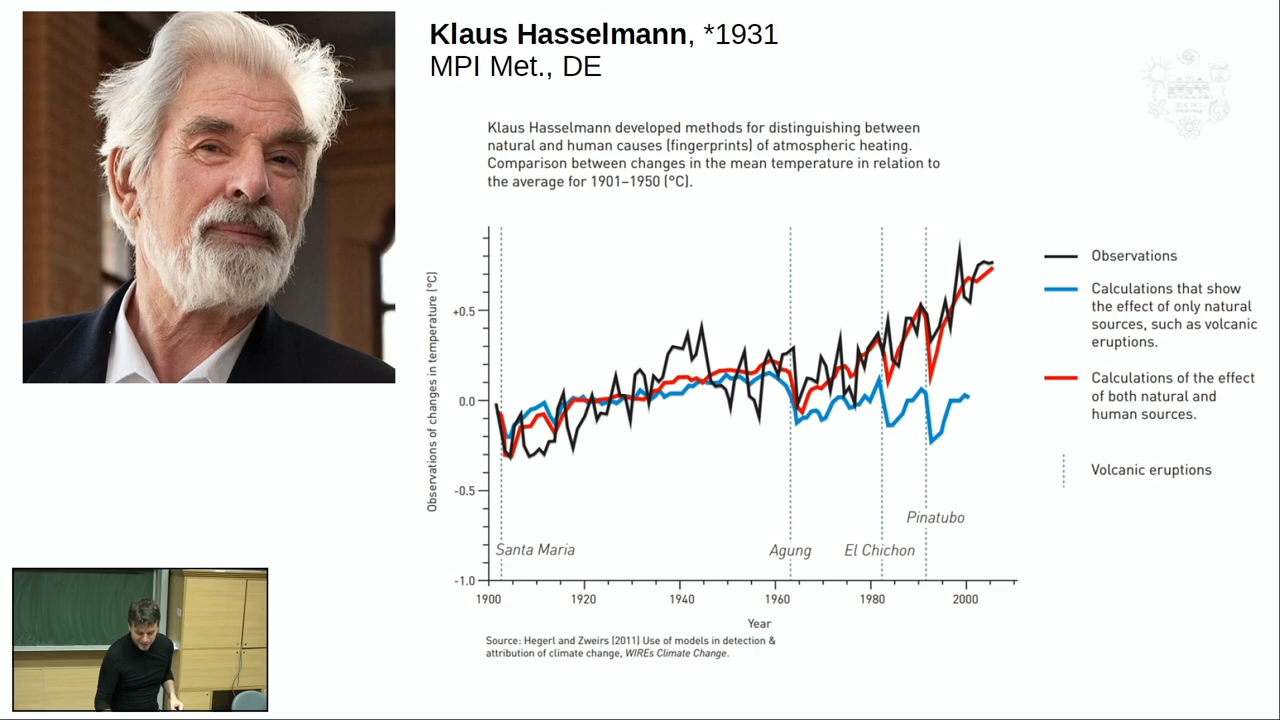 Klaus Hasselmann, *1931
MPI Met., DE
Klaus Hasselmann developed methods for distinguishing between
natural and human causes (fingerprints) of atmospheric heating.
Comparison between changes in the mean temperature in relation to
the average for 1901–1950 (°C).
Observations of changes in temperature (°C)
+0.5
0.0
-0.5
-1.0
Santa Maria
Agung
El Chichon
Pinatubo
1900
1920
1940
1960
1980
2000
Year
Observations
Calculations that show
the effect of only natural
sources, such as volcanic
eruptions.
Calculations of the effect
of both natural and
human sources.
Volcanic eruptions
Source: Hegerl and Zweirs (2011) Use of models in detection &
attribution of climate change, WIREs Climate Change.